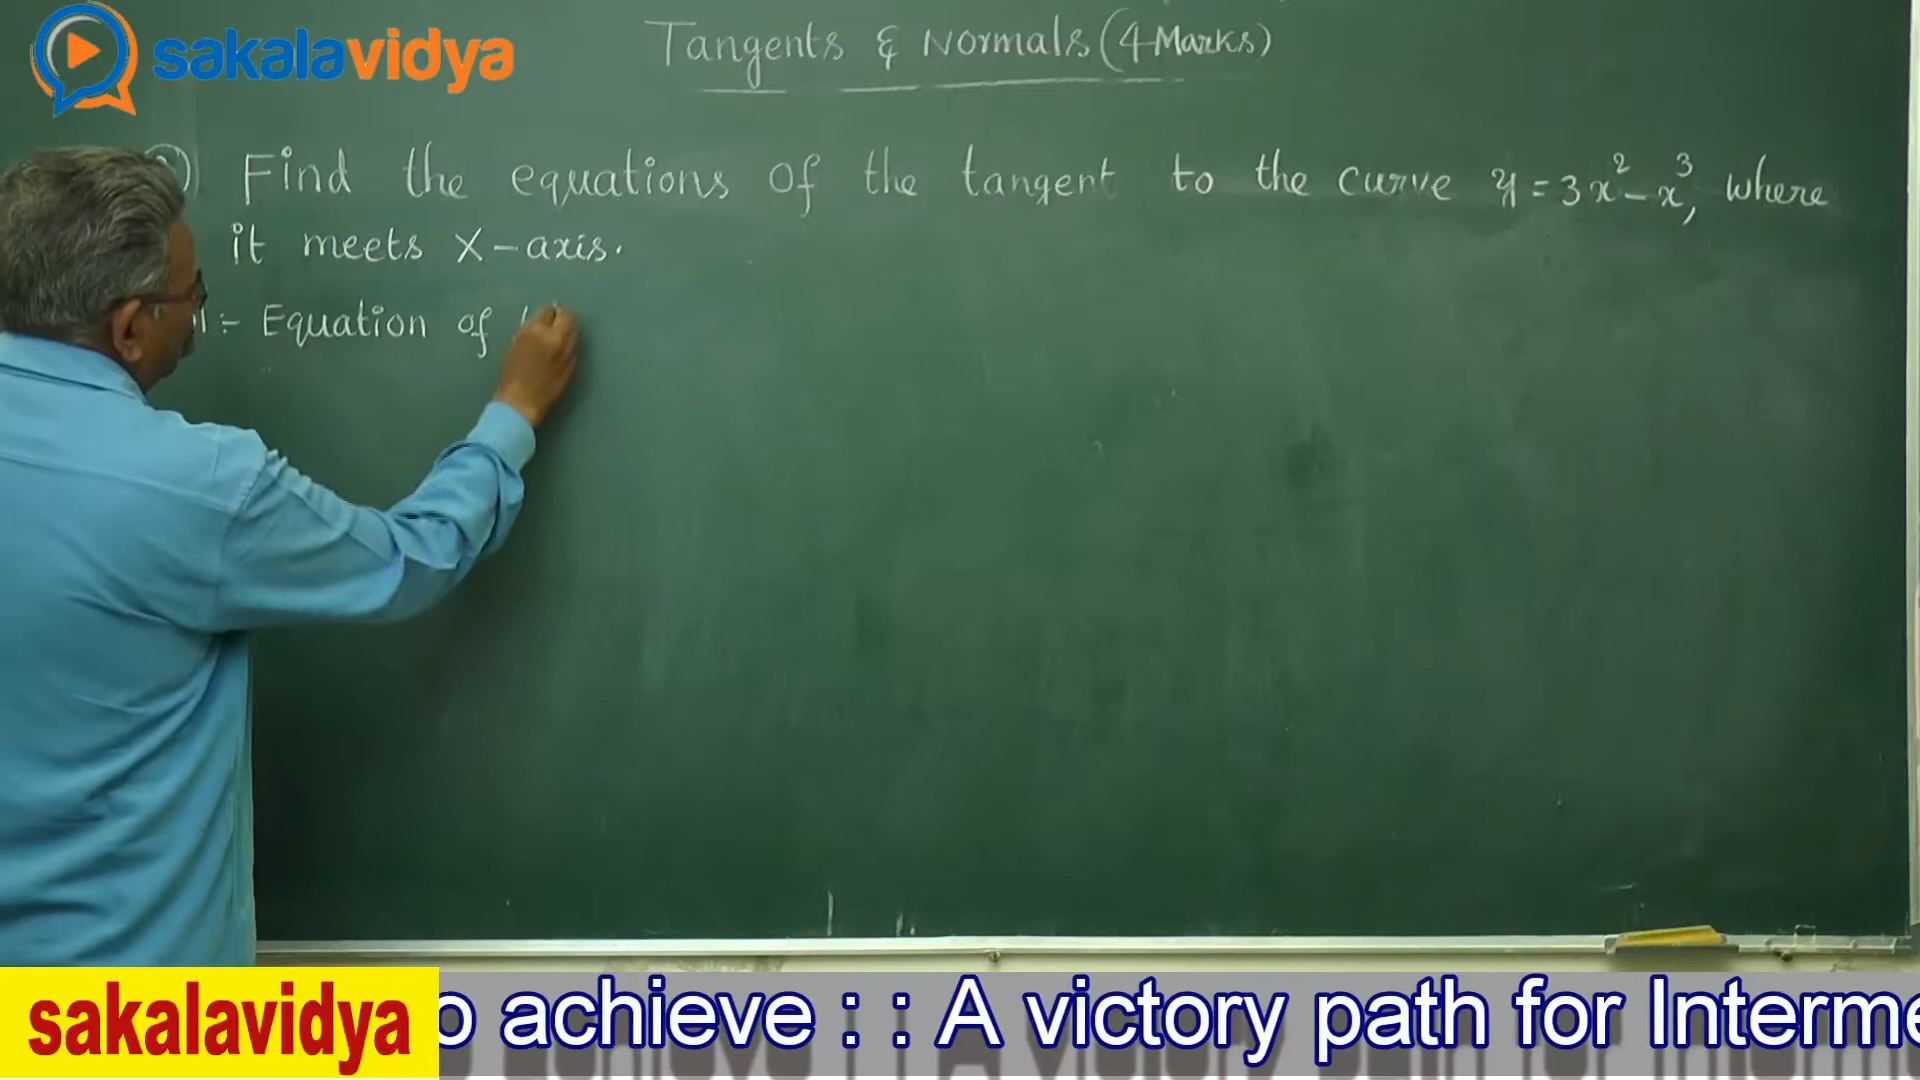 sakalavidya
Tangents & Normals (4 Marks)
Find the equations of the tangent to the curve y = 3x² - x³, where
it meets X-axis.
:- Equation of
sakalavidya
o achieve : : A victory path for Interme